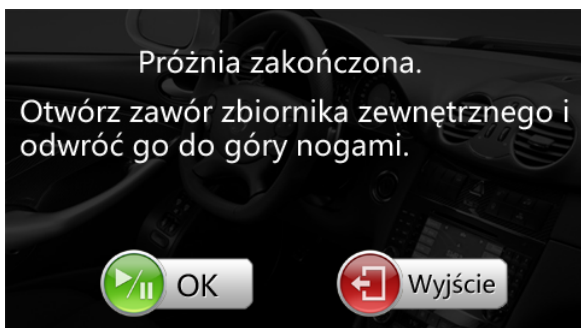 Próżnia zakończona.
Otwórz zawór zbiornika zewnętrznego i
odwróć go do góry nogami.
OK
Wyjście